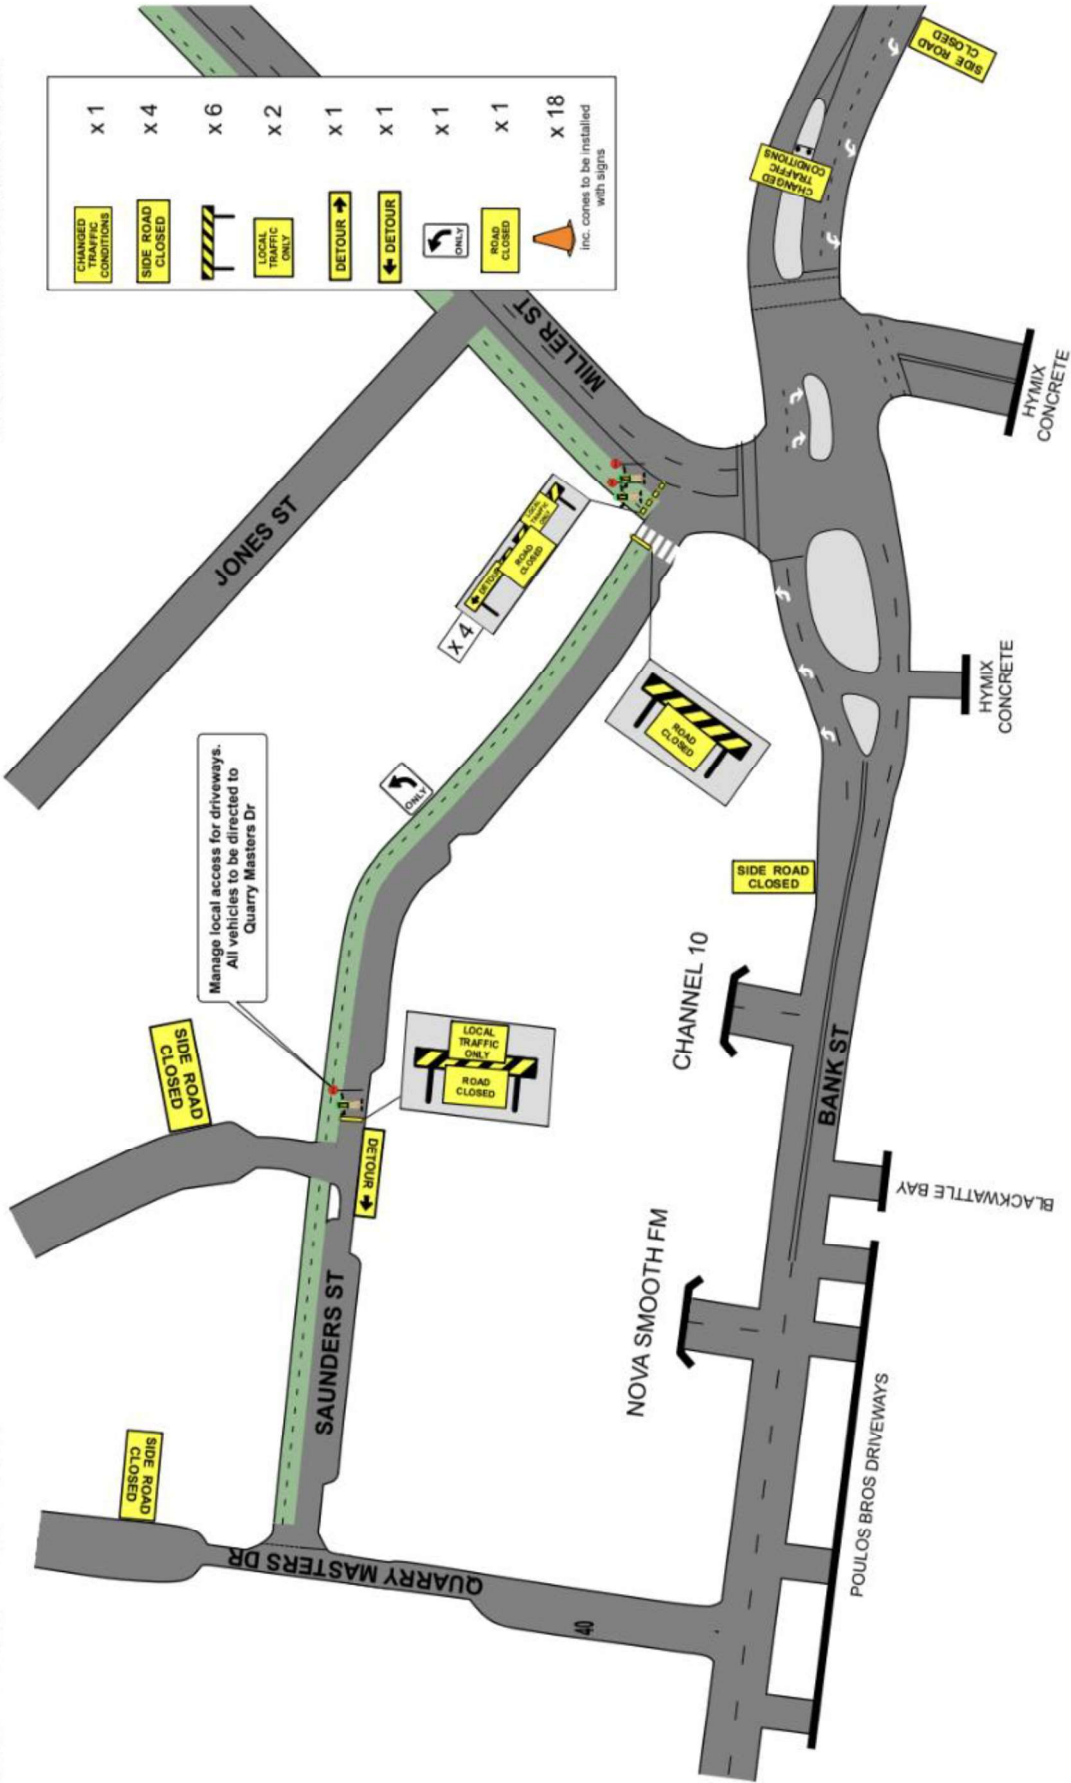 CHANGED
TRAFFIC
CONDITIONS
x 1
SIDE ROAD
CLOSED
x 4
x 6
LOCAL
TRAFFIC
ONLY
x 2
DETOUR
x 1
DETOUR
x 1
ONLY
x 1
ROAD
CLOSED
x 1
x 18
inc. cones to be installed
with signs
SIDE ROAD
CLOSED
CHANGED
TRAFFIC
CONDITIONS
MILLER ST
JONES ST
HYMIX
CONCRETE
DETOUR
ROAD
CLOSED
LOCAL
TRAFFIC
ONLY
x 4
ROAD
CLOSED
HYMIX
CONCRETE
ONLY
Manage local access for driveways.
All vehicles to be directed to
Quarry Masters Dr
SIDE ROAD
CLOSED
SIDE ROAD
CLOSED
CHANNEL 10
LOCAL
TRAFFIC
ONLY
ROAD
CLOSED
DETOUR
BANK ST
BLACKWATTLE BAY
NOVA SMOOTH FM
SAUNDERS ST
SIDE ROAD
CLOSED
QUARRY MASTERS DR
40
POULOS BROS DRIVEWAYS